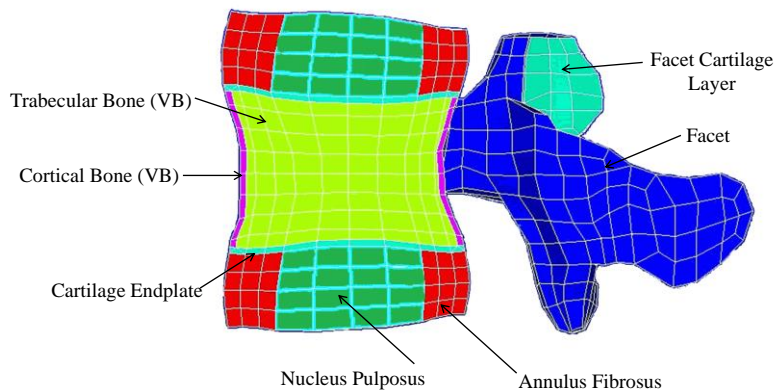 Facet Cartilage
Layer
Trabecular Bone (VB)
Facet
Cortical Bone (VB)
Cartilage Endplate
Nucleus Pulposus
Annulus Fibrosus